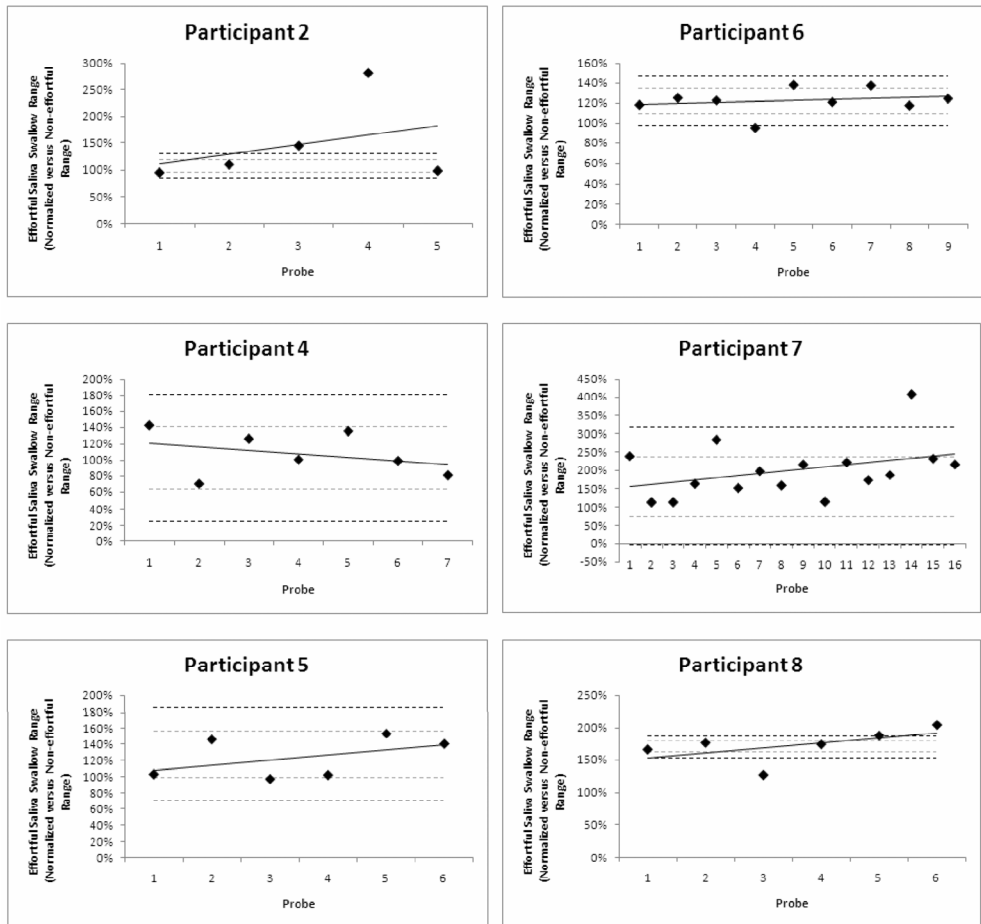 Participant 2
Effortful Saliva Swallow Range
(Normalized versus Non-effortful
Range)
300%
250%
200%
150%
100%
50%
0%
1 2 3 4 5
Probe
Participant 6
Effortful Saliva Swallow Range
(Normalized versus Non-effortful
Range)
160%
140%
120%
100%
80%
60%
40%
20%
0%
1 2 3 4 5 6 7 8 9
Probe
Participant 4
Effortful Saliva Swallow Range
(Normalized versus Non-effortful
Range)
200%
180%
160%
140%
120%
100%
80%
60%
40%
20%
0%
1 2 3 4 5 6 7
Probe
Participant 7
Effortful Saliva Swallow Range
(Normalized versus Non-effortful
Range)
450%
400%
350%
300%
250%
200%
150%
100%
50%
0%
-50%
1 2 3 4 5 6 7 8 9 10 11 12 13 14 15 16
Probe
Participant 5
Effortful Saliva Swallow Range
(Normalized versus Non-effortful
Range)
200%
180%
160%
140%
120%
100%
80%
60%
40%
20%
0%
1 2 3 4 5 6
Probe
Participant 8
Effortful Saliva Swallow Range
(Normalized versus Non-effortful
Range)
250%
200%
150%
100%
50%
0%
1 2 3 4 5 6
Probe